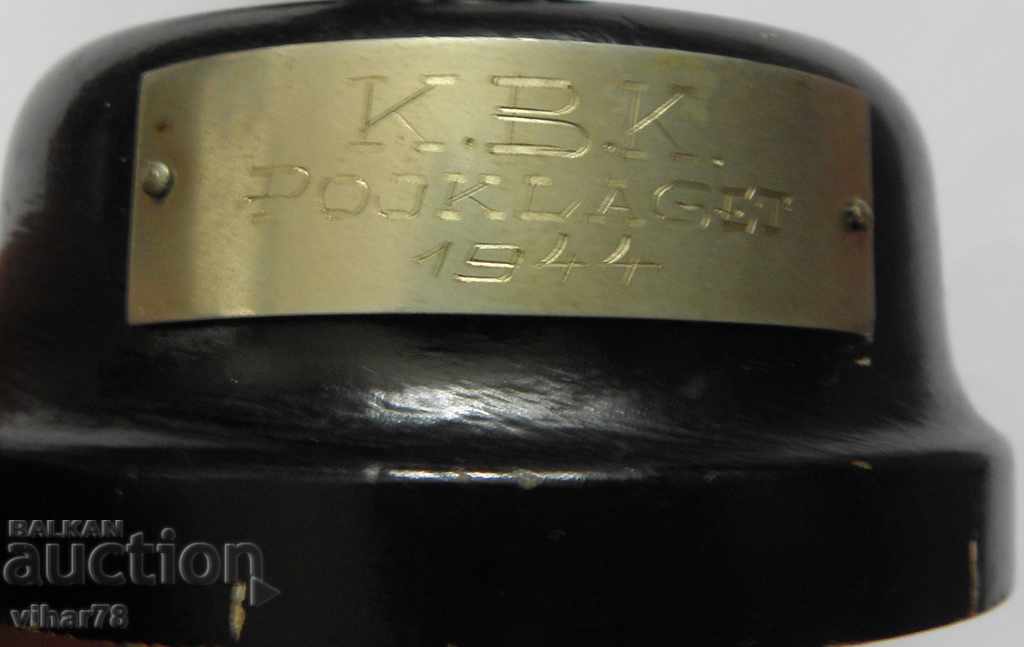 K.B.K.
POJKLAGET
1944
BALKAN
auction
vihar78